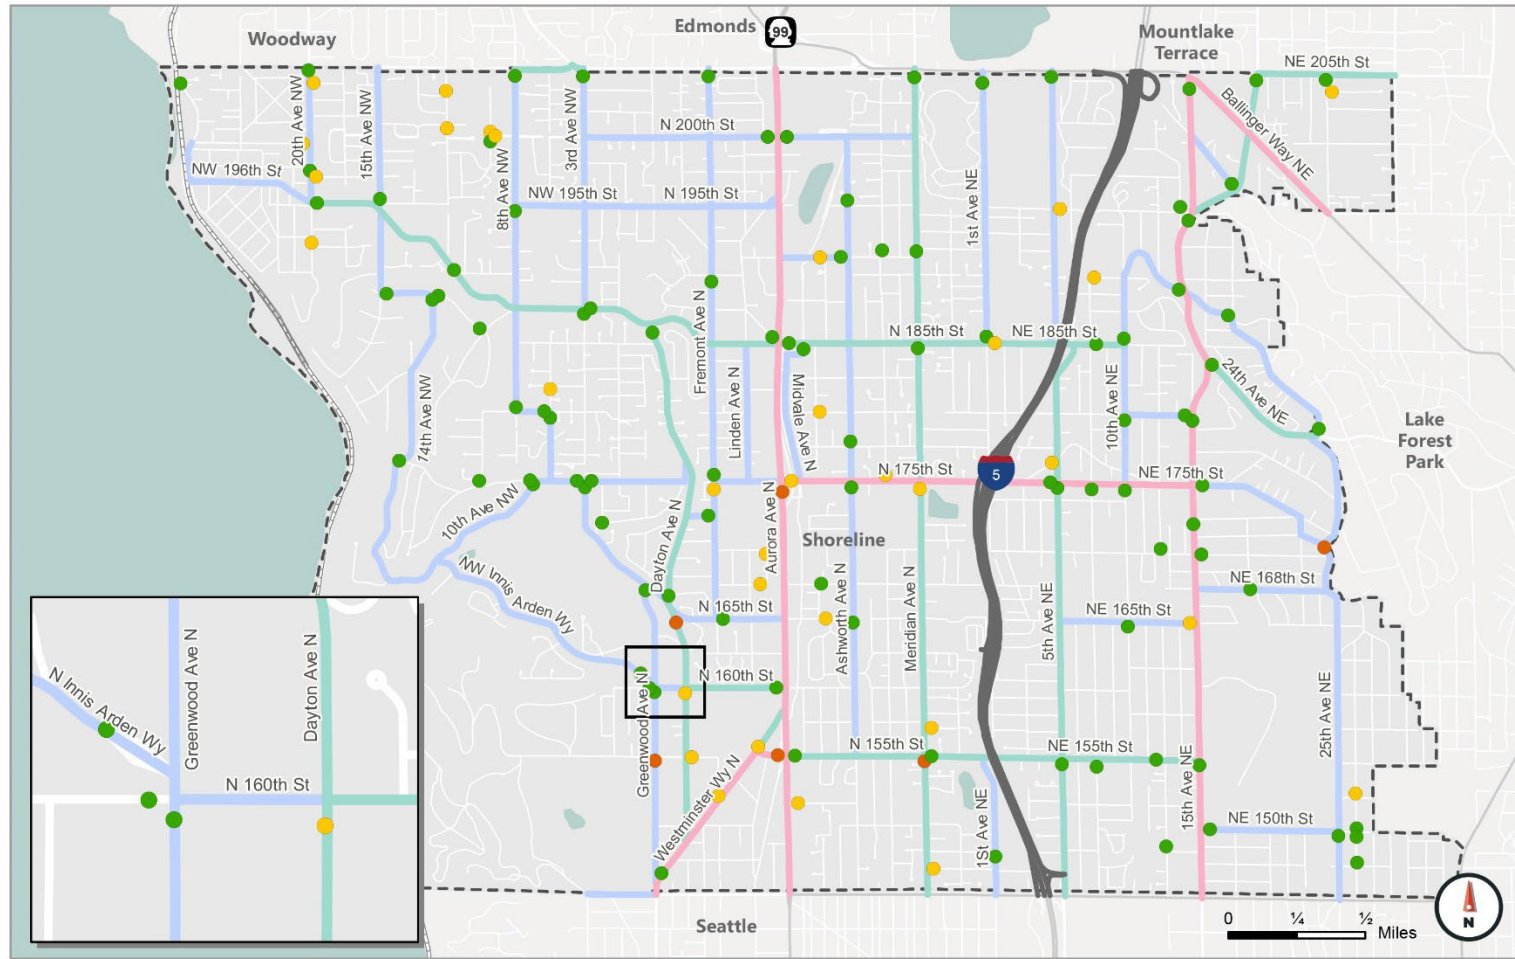 Woodway
Edmonds
99
Mountlake
Terrace
NE 205th St
Ballinger Way NE
20th Ave NW
15th Ave NW
3rd Ave NW
8th Ave NW
N 200th St
NW 196th St
NW 195th St
N 195th St
1st Ave NE
Fremont Ave N
N 185th St
NE 185th St
Linden Ave N
Midvale Ave N
10th Ave NE
24th Ave NE
14th Ave NW
Lake
Forest
Park
N 175th St
5
NE 175th St
10th Ave NW
Dayton Ave N
Aurora Ave N
Shoreline
NW Innis Arden Wy
N 165th St
Ashworth Ave N
Meridian Ave N
5th Ave NE
NE 168th St
NE 165th St
N 160th St
Greenwood Ave N
25th Ave NE
N 155th St
NE 155th St
15th Ave NE
Westminster Wy N
1St Ave NE
NE 150th St
N Innis Arden Wy
Greenwood Ave N
Dayton Ave N
N 160th St
Seattle
0 ¼ ½
Miles
N